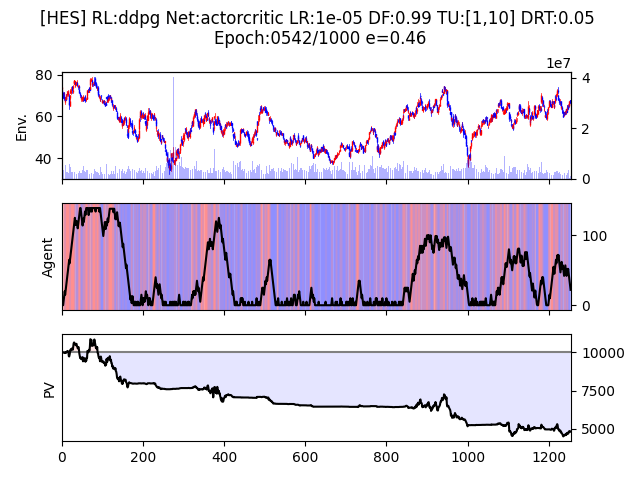 [HES] RL:ddpg Net:actorcritic LR:1e-05 DF:0.99 TU:[1,10] DRT:0.05
Epoch:0542/1000 e=0.46
1e7
80
60
40
Env.
4
2
0
Agent
100
0
PV
10000
7500
5000
0 200 400 600 800 1000 1200